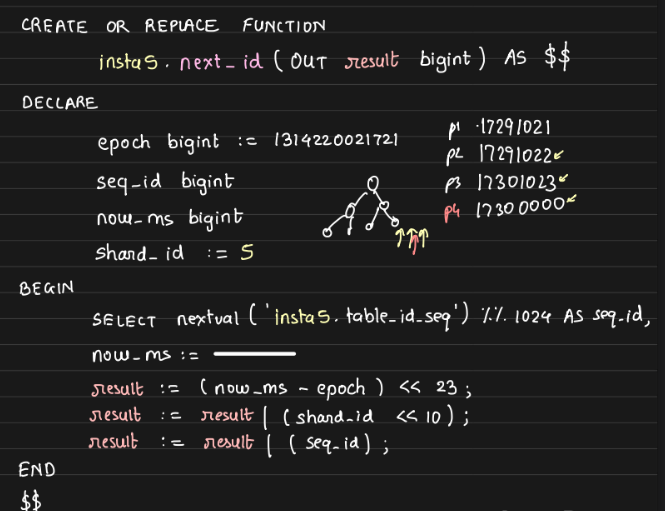 CREATE OR REPLACE FUNCTION
insta5.next_id ( OUT result bigint ) AS $$
DECLARE
epoch bigint := 1314220021721
seq-id bigint
now_ms bigint
shard_id := 5
p1 17291021
p2 17291022
p3 17301023
p4 17300000
BEGIN
SELECT nextval ( 'insta5.table_id_seq' ) %% 1024 AS seq_id,
now_ms :=
result := ( now_ms - epoch ) << 23 ;
result := result | ( shard_id << 10 ) ;
result := result | ( seq_id ) ;
END
$$